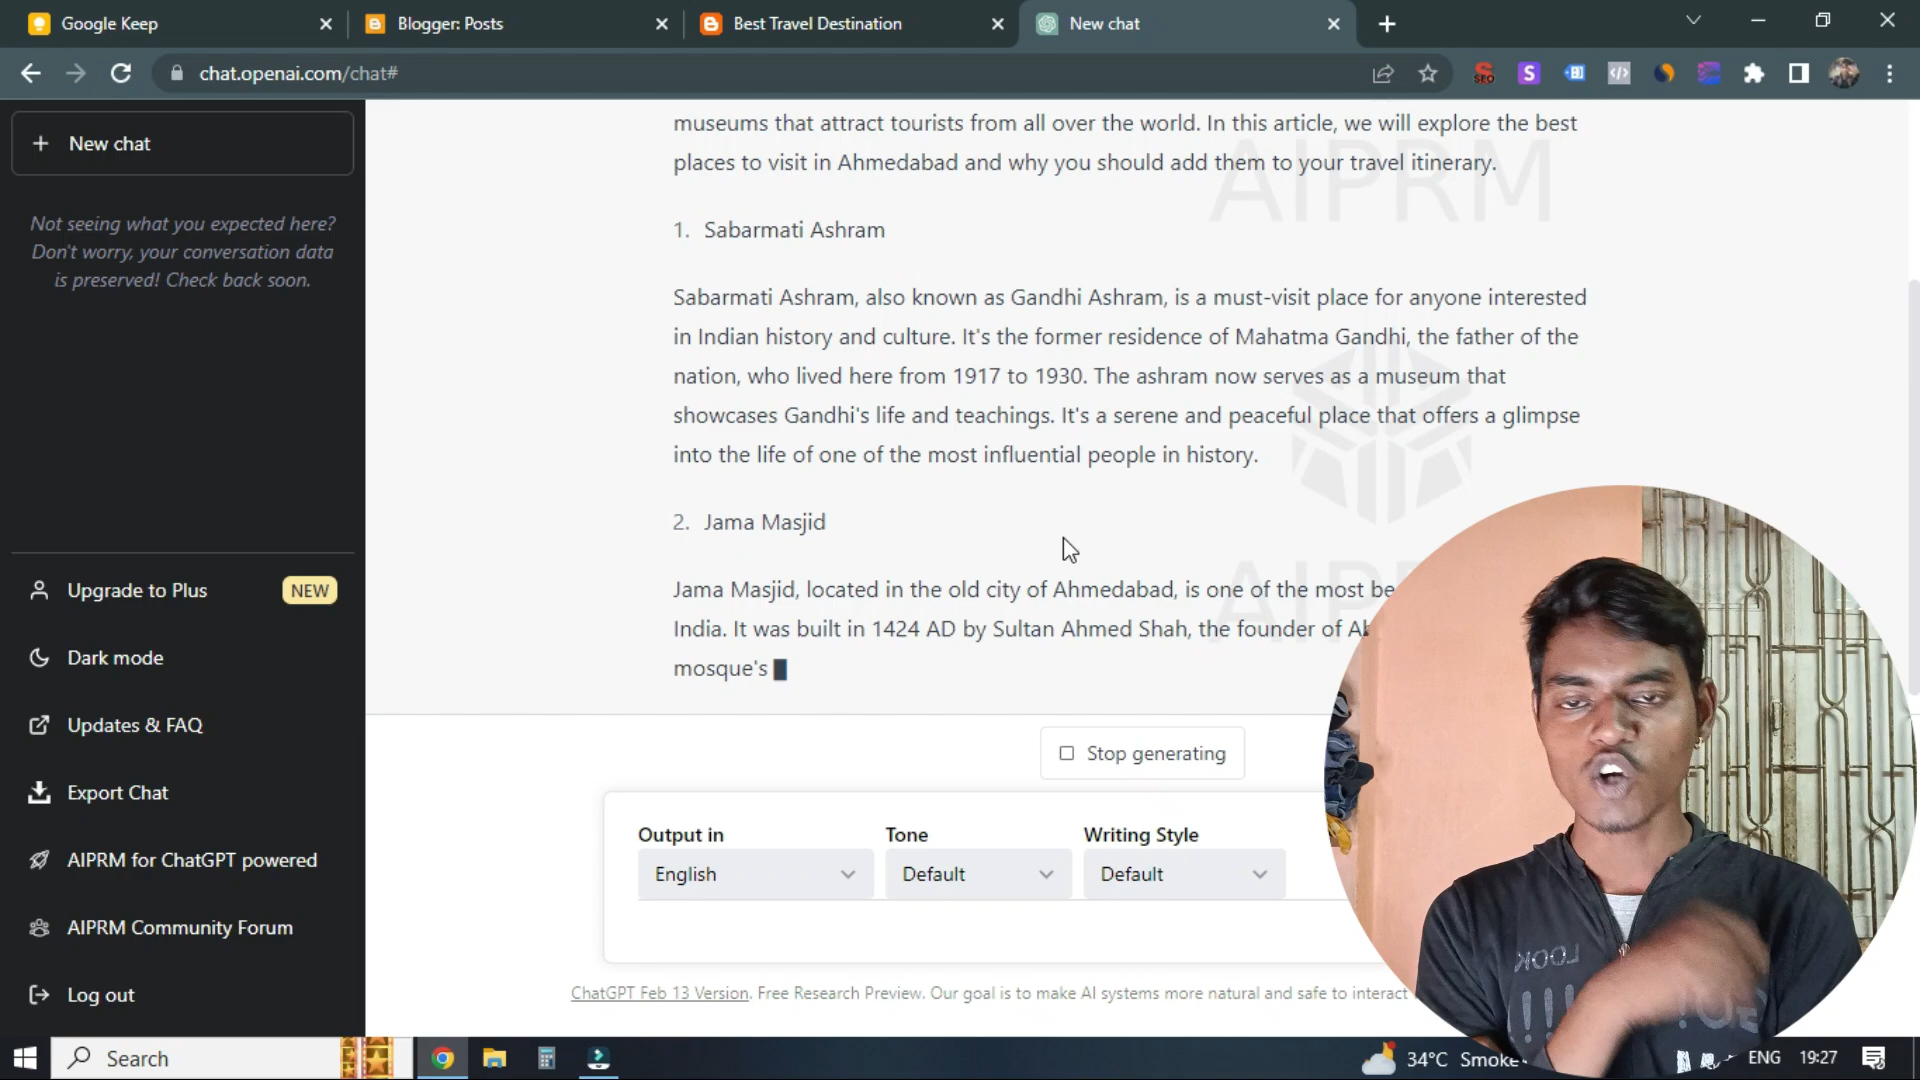 Google Keep
Blogger: Posts
Best Travel Destination
New chat
chat.openai.com/chat#
SEO
S
New chat
Not seeing what you expected here?
Don't worry, your conversation data
is preserved! Check back soon.
museums that attract tourists from all over the world. In this article, we will explore the best
places to visit in Ahmedabad and why you should add them to your travel itinerary.
AIPRM
1. Sabarmati Ashram
Sabarmati Ashram, also known as Gandhi Ashram, is a must-visit place for anyone interested
in Indian history and culture. It's the former residence of Mahatma Gandhi, the father of the
nation, who lived here from 1917 to 1930. The ashram now serves as a museum that
showcases Gandhi's life and teachings. It's a serene and peaceful place that offers a glimpse
into the life of one of the most influential people in history.
2. Jama Masjid
Jama Masjid, located in the old city of Ahmedabad, is one of the most be
India. It was built in 1424 AD by Sultan Ahmed Shah, the founder of
mosque's
Stop generating
Upgrade to Plus NEW
Dark mode
Updates & FAQ
Export Chat
AIPRM for ChatGPT powered
AIPRM Community Forum
Log out
Output in
Tone
Writing Style
English
Default
Default
ChatGPT Feb 13 Version. Free Research Preview. Our goal is to make AI systems more natural and safe to interact
LOOK
Search
34°C Smoke
ENG
19:27